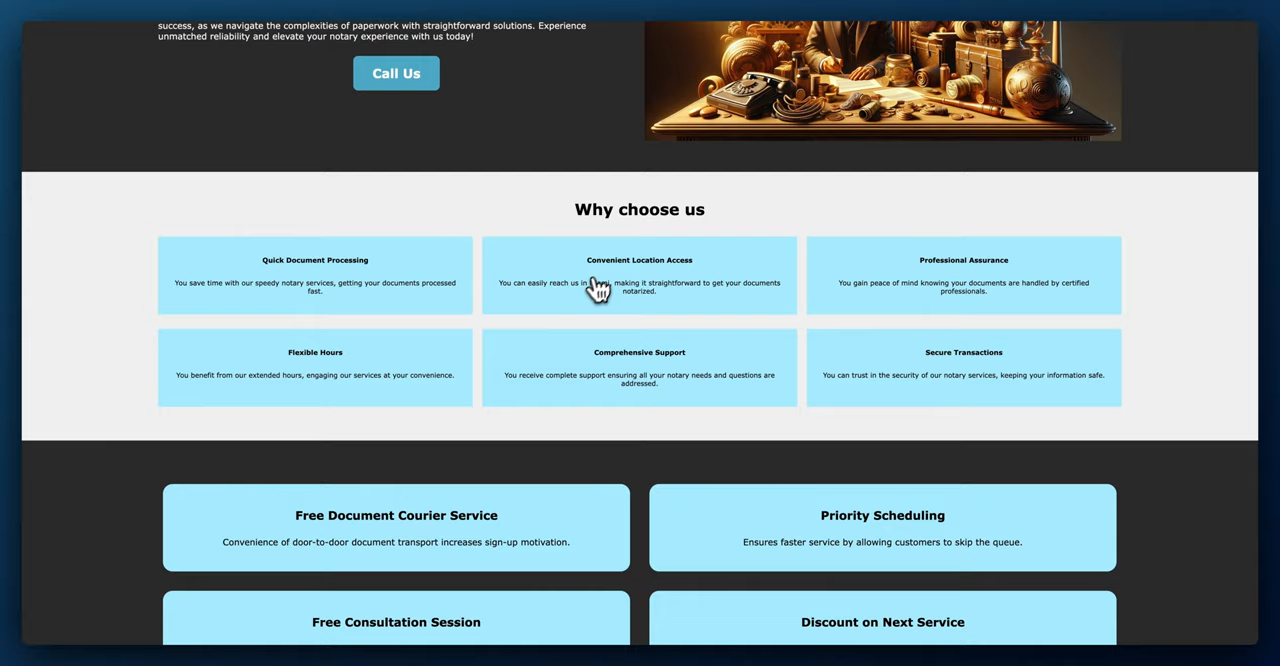 success, as we navigate the complexities of paperwork with straightforward solutions. Experience
unmatched reliability and elevate your notary experience with us today!
Call Us
Why choose us
Quick Document Processing
You save time with our speedy notary services, getting your documents processed
fast.
Convenient Location Access
You can easily reach us in making it straightforward to get your documents
notarized.
Professional Assurance
You gain peace of mind knowing your documents are handled by certified
professionals.
Flexible Hours
You benefit from our extended hours, engaging our services at your convenience.
Comprehensive Support
You receive complete support ensuring all your notary needs and questions are
addressed.
Secure Transactions
You can trust in the security of our notary services, keeping your information safe.
Free Document Courier Service
Convenience of door-to-door document transport increases sign-up motivation.
Priority Scheduling
Ensures faster service by allowing customers to skip the queue.
Free Consultation Session
Discount on Next Service